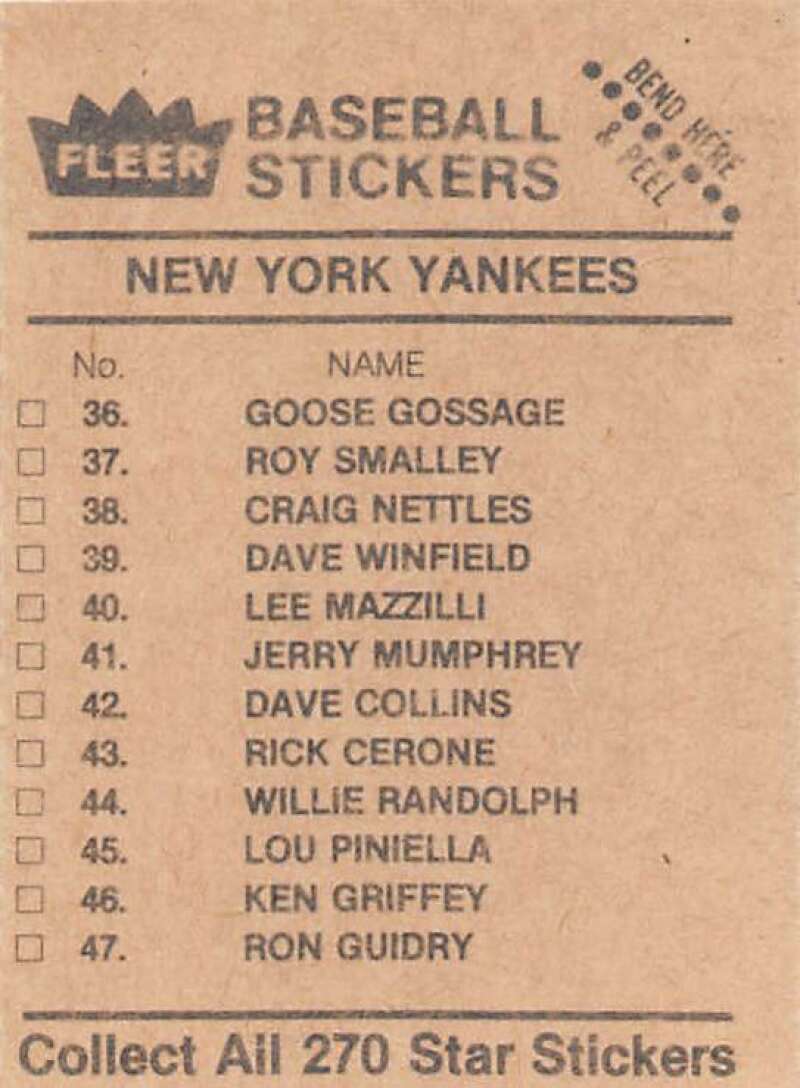 FLEER
BASEBALL
STICKERS
BEND HERE
& PEEL
NEW YORK YANKEES
No. NAME
36. GOOSE GOSSAGE
37. ROY SMALLEY
38. CRAIG NETTLES
39. DAVE WINFIELD
40. LEE MAZZILLI
41. JERRY MUMPHREY
42. DAVE COLLINS
43. RICK CERONE
44. WILLIE RANDOLPH
45. LOU PINIELLA
46. KEN GRIFFEY
47. RON GUIDRY
Collect All 270 Star Stickers